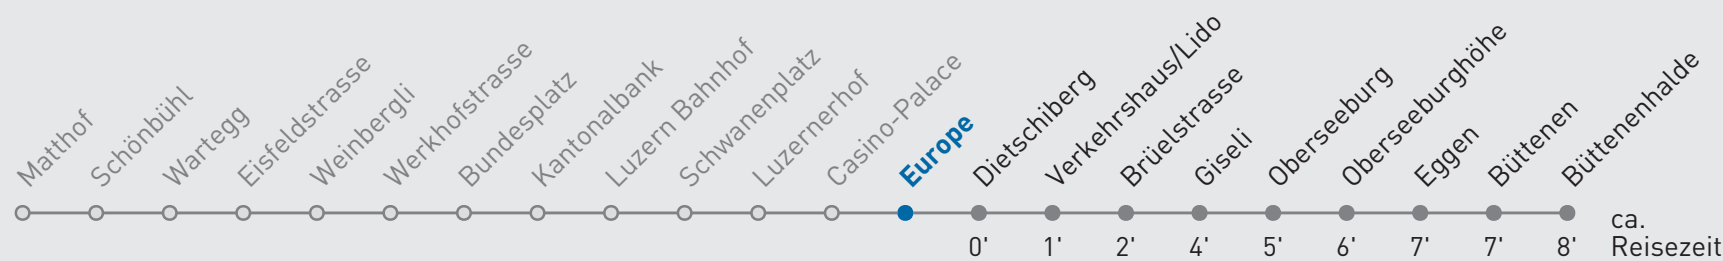 Matthof
Schönbühl
Wartegg
Eisfeldstrasse
Weinbergli
Werkhofstrasse
Bundesplatz
Kantonalbank
Luzern Bahnhof
Schwanenplatz
Luzernerhof
Casino-Palace
Europe
Dietschiberg
Verkehrshaus/Lido
Brüelstrasse
Giseli
Oberseeburg
Oberseeburghöhe
Eggen
Büttenen
Büttenhalde
0' 1' 2' 4' 5' 6' 7' 7' 8'
ca.
Reisezeit